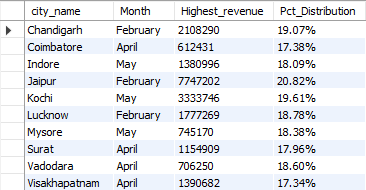 city_name Month Highest_revenue Pct_Distribution
Chandigarh February 2108290 19.07%
Coimbatore April 612431 17.38%
Indore May 1380996 18.09%
Jaipur February 7747202 20.82%
Kochi May 3333746 19.61%
Lucknow February 1777269 18.78%
Mysore May 745170 18.38%
Surat April 1154909 17.96%
Vadodara April 706250 18.60%
Visakhapatnam April 1390682 17.34%